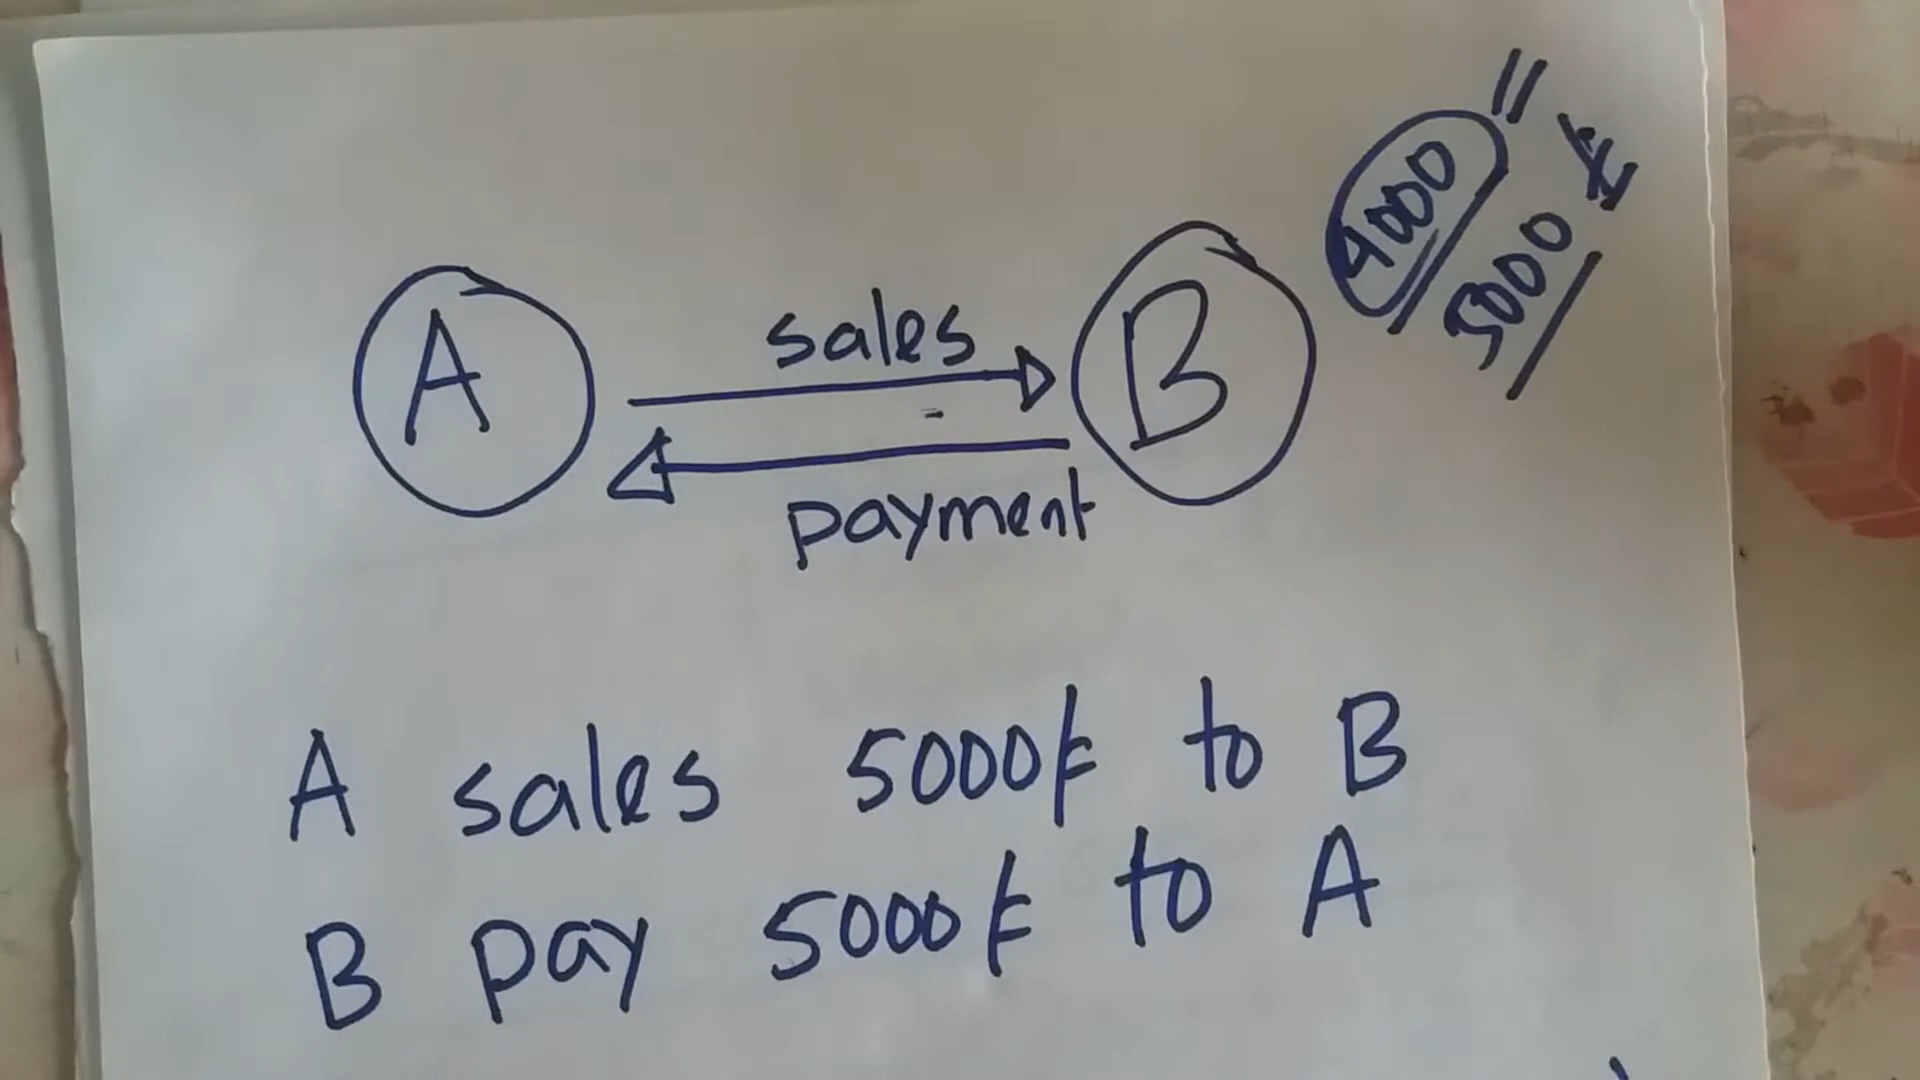 sales
A
B
payment
4000
5000
A sales 5000₤ to B
B pay 5000₤ to A